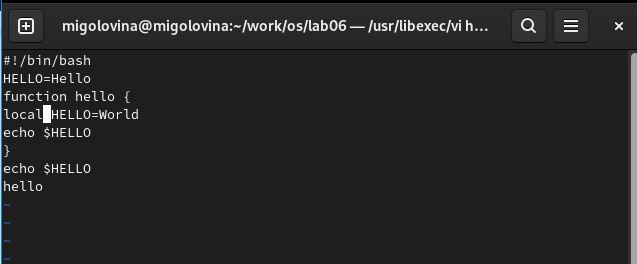 migolovina@migolovina:~/work/os/lab06 — /usr/libexec/vi h…
#!/bin/bash
HELLO=Hello
function hello {
local HELLO=World
echo $HELLO
}
echo $HELLO
hello
~
~
~
~